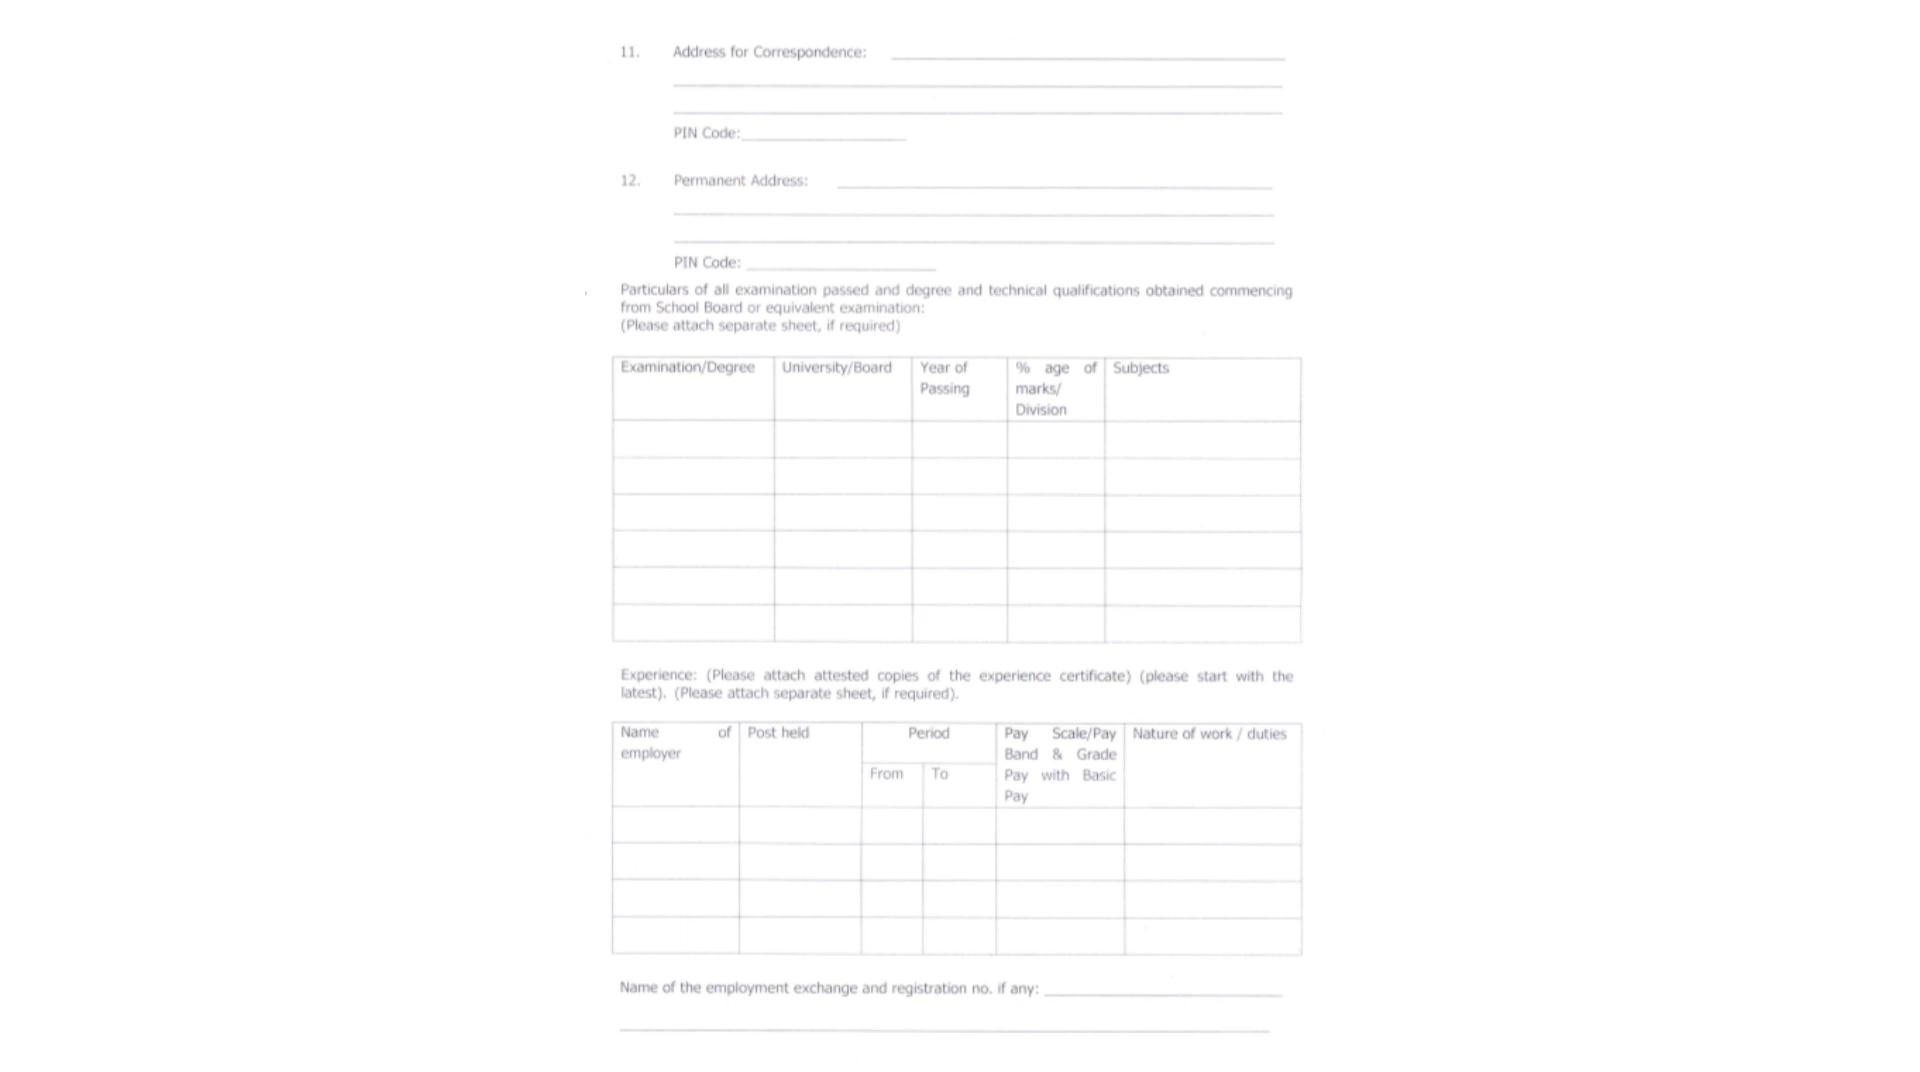 11. Address for Correspondence:
PIN Code:
12. Permanent Address:
PIN Code:
Particulars of all examination passed and degree and technical qualifications obtained commencing
from School Board or equivalent examination:
(Please attach separate sheet, if required)
Examination/Degree University/Board Year of Passing % age of marks/ Division Subjects
Experience: (Please attach attested copies of the experience certificate) (please start with the
latest). (Please attach separate sheet, if required).
Name of employer Post held Period From To Pay Scale/Pay Band & Grade Pay with Basic Pay Nature of work / duties
Name of the employment exchange and registration no. if any: